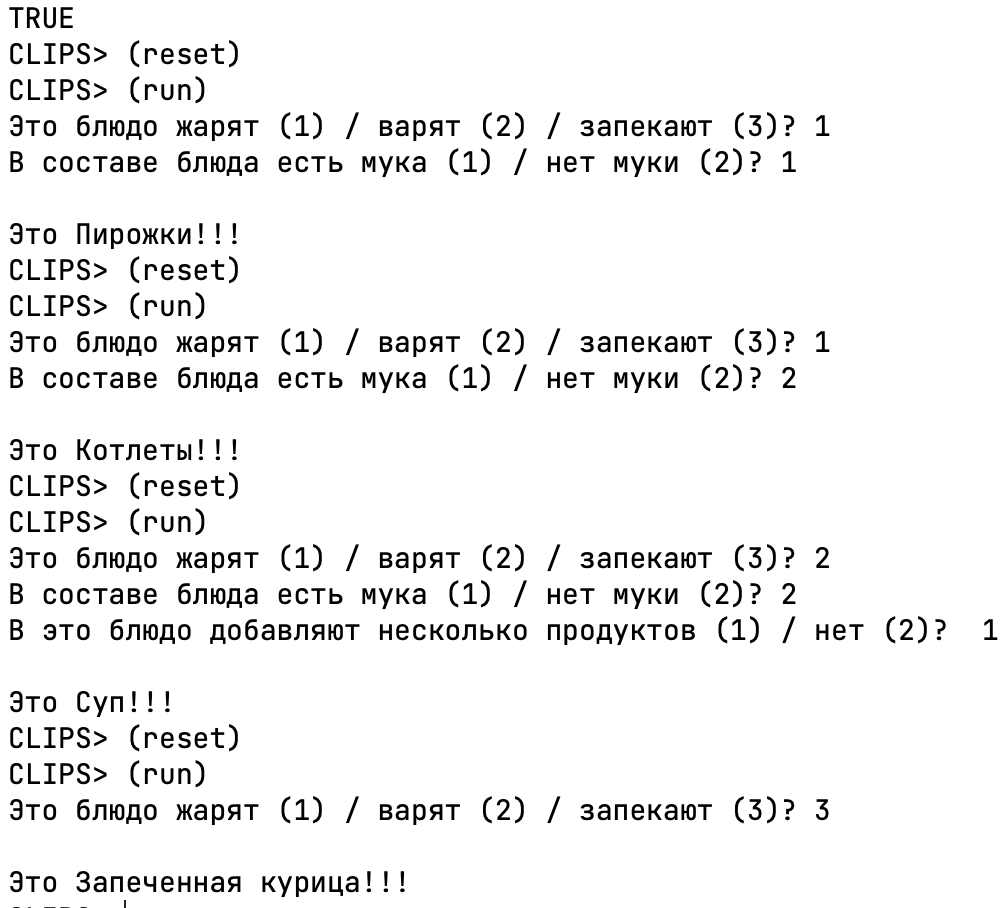 TRUE
CLIPS> (reset)
CLIPS> (run)
Это блюдо жарят (1) / варят (2) / запекают (3)? 1
В составе блюда есть мука (1) / нет муки (2)? 1
Это Пирожки!!!
CLIPS> (reset)
CLIPS> (run)
Это блюдо жарят (1) / варят (2) / запекают (3)? 1
В составе блюда есть мука (1) / нет муки (2)? 2
Это Котлеты!!!
CLIPS> (reset)
CLIPS> (run)
Это блюдо жарят (1) / варят (2) / запекают (3)? 2
В составе блюда есть мука (1) / нет муки (2)? 2
В это блюдо добавляют несколько продуктов (1) / нет (2)?  1
Это Суп!!!
CLIPS> (reset)
CLIPS> (run)
Это блюдо жарят (1) / варят (2) / запекают (3)? 3
Это Запеченная курица!!!